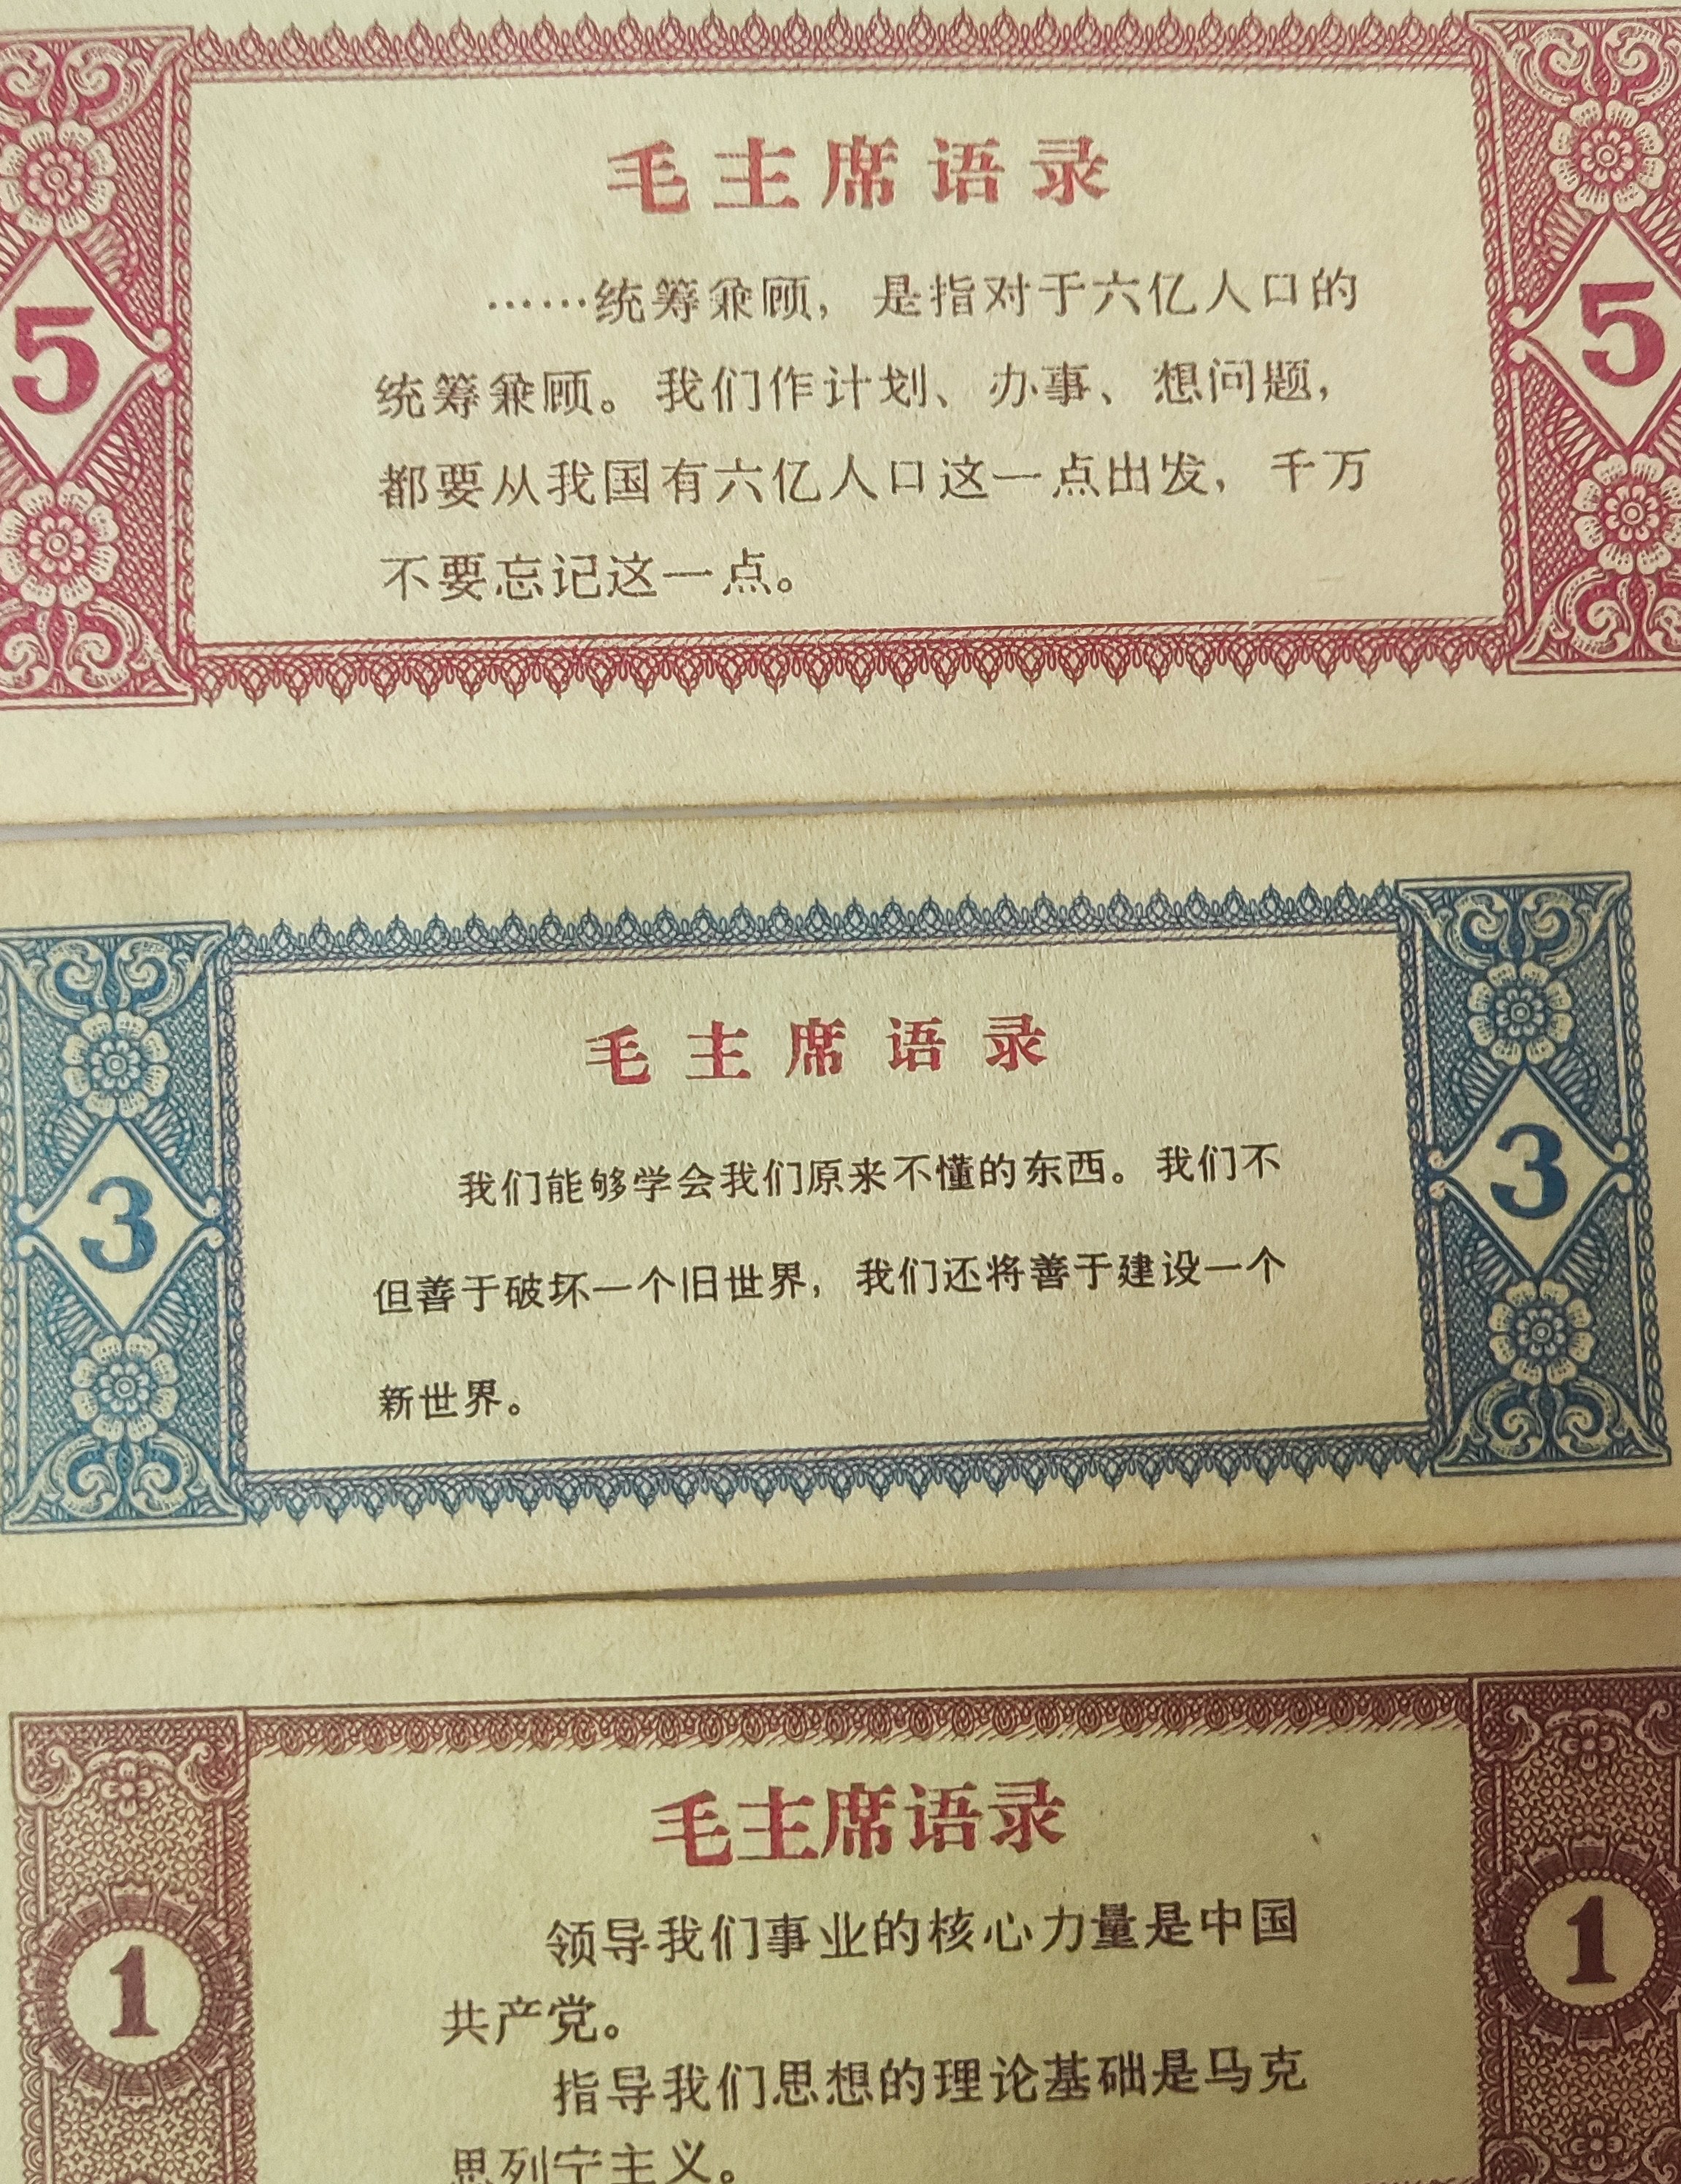 毛主席语录
……统筹兼顾，是指对于六亿人口的
统筹兼顾。我们作计划、办事、想问题，
都要从我国有六亿人口这一点出发，千万
不要忘记这一点。
5
5
毛主席语录
我们能够学会我们原来不懂的东西。我们不
但善于破坏一个旧世界，我们还将善于建设一个
新世界。
3
3
毛主席语录
领导我们事业的核心力量是中国
共产党。
指导我们思想的理论基础是马克
思列宁主义。
1
1